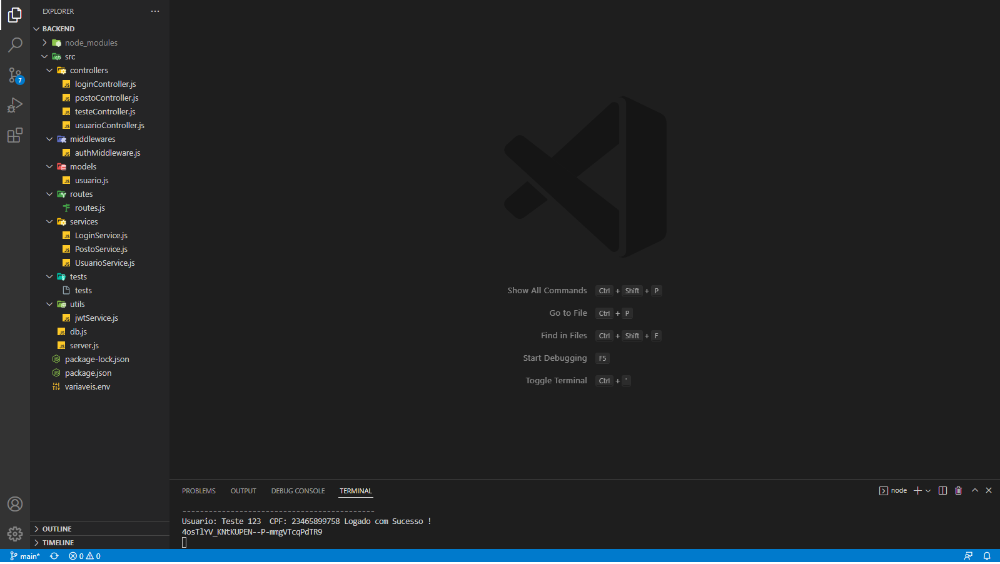 EXPLORER
BACKEND
node_modules
src
controllers
loginController.js
postoController.js
testeController.js
usuarioController.js
middlewares
authMiddleware.js
models
usuario.js
routes
routes.js
services
LoginService.js
PostoService.js
UsuarioService.js
tests
tests
utils
jwtService.js
db.js
server.js
package-lock.json
package.json
variaveis.env
OUTLINE
TIMELINE
7
Show All Commands Ctrl + Shift + P
Go to File Ctrl + P
Find in Files Ctrl + Shift + F
Start Debugging F5
Toggle Terminal Ctrl + `
PROBLEMS OUTPUT DEBUG CONSOLE TERMINAL
node
--------------------------------------------
Usuario: Teste 123  CPF: 23465899758 Logado com Sucesso !
4osTlYV_KNtKUPEN--P-mmgVTcqPdTR9
main* 0 0